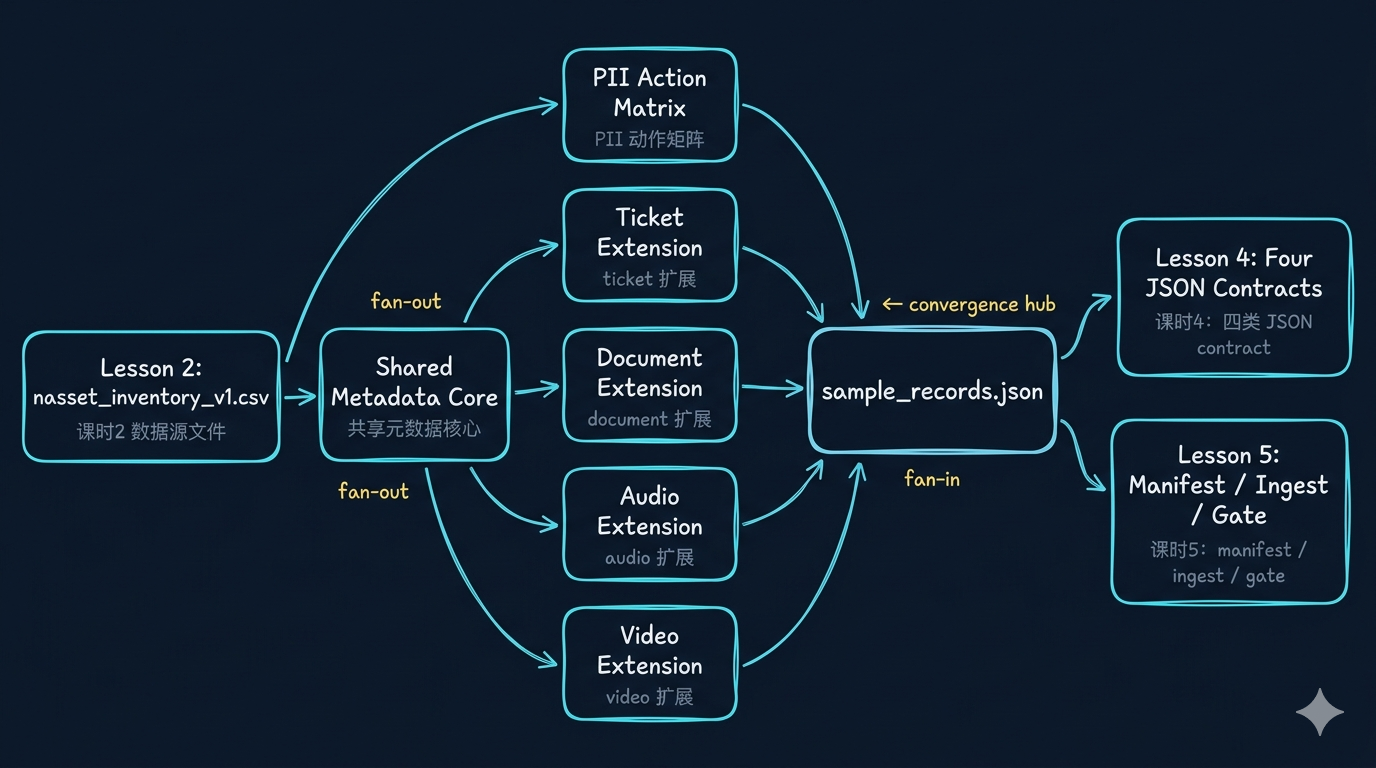 PII Action
Matrix
PII 动作矩阵
Ticket
Extension
ticket 扩展
fan-out
← convergence hub
Lesson 4: Four
JSON Contracts
课时4：四类 JSON
contract
Lesson 2:
nasset_inventory_v1.csv
课时2 数据源文件
Shared
Metadata Core
共享元数据核心
Document
Extension
document 扩展
sample_records.json
fan-out
fan-in
Lesson 5:
Manifest / Ingest
/ Gate
课时5：manifest /
ingest / gate
Audio
Extension
audio 扩展
Video
Extension
video 扩展